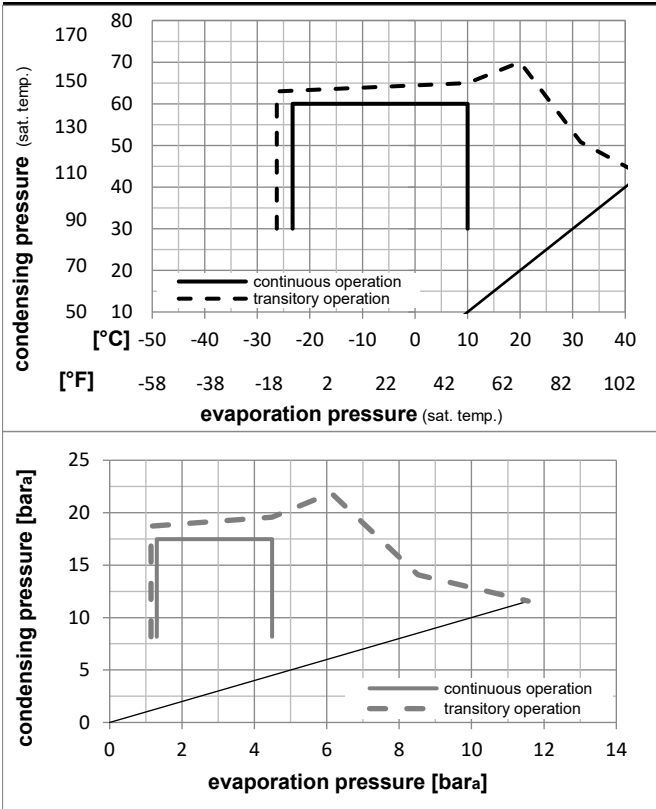 condensing pressure (sat. temp.)
170
150
130
110
90
70
50
80
70
60
50
40
30
20
10
continuous operation
transitory operation
[°C] -50 -40 -30 -20 -10 0 10 20 30 40
[°F] -58 -38 -18 2 22 42 62 82 102
evaporation pressure (sat. temp.)
condensing pressure [bara]
25
20
15
10
5
0
continuous operation
transitory operation
0 2 4 6 8 10 12 14
evaporation pressure [bara]